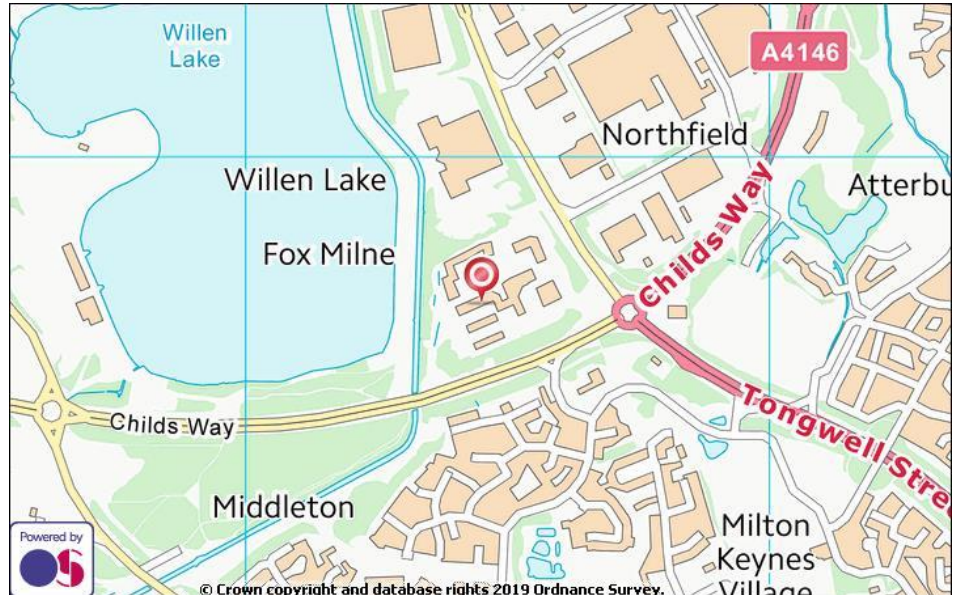 Willen
Lake
A4146
Northfield
Willen Lake
Atterbu
Childs Way
Fox Milne
Childs Way
Tongwell Stree
Middleton
Milton
Keynes
Village
Powered by
OS
© Crown copyright and database rights 2019 Ordnance Survey.